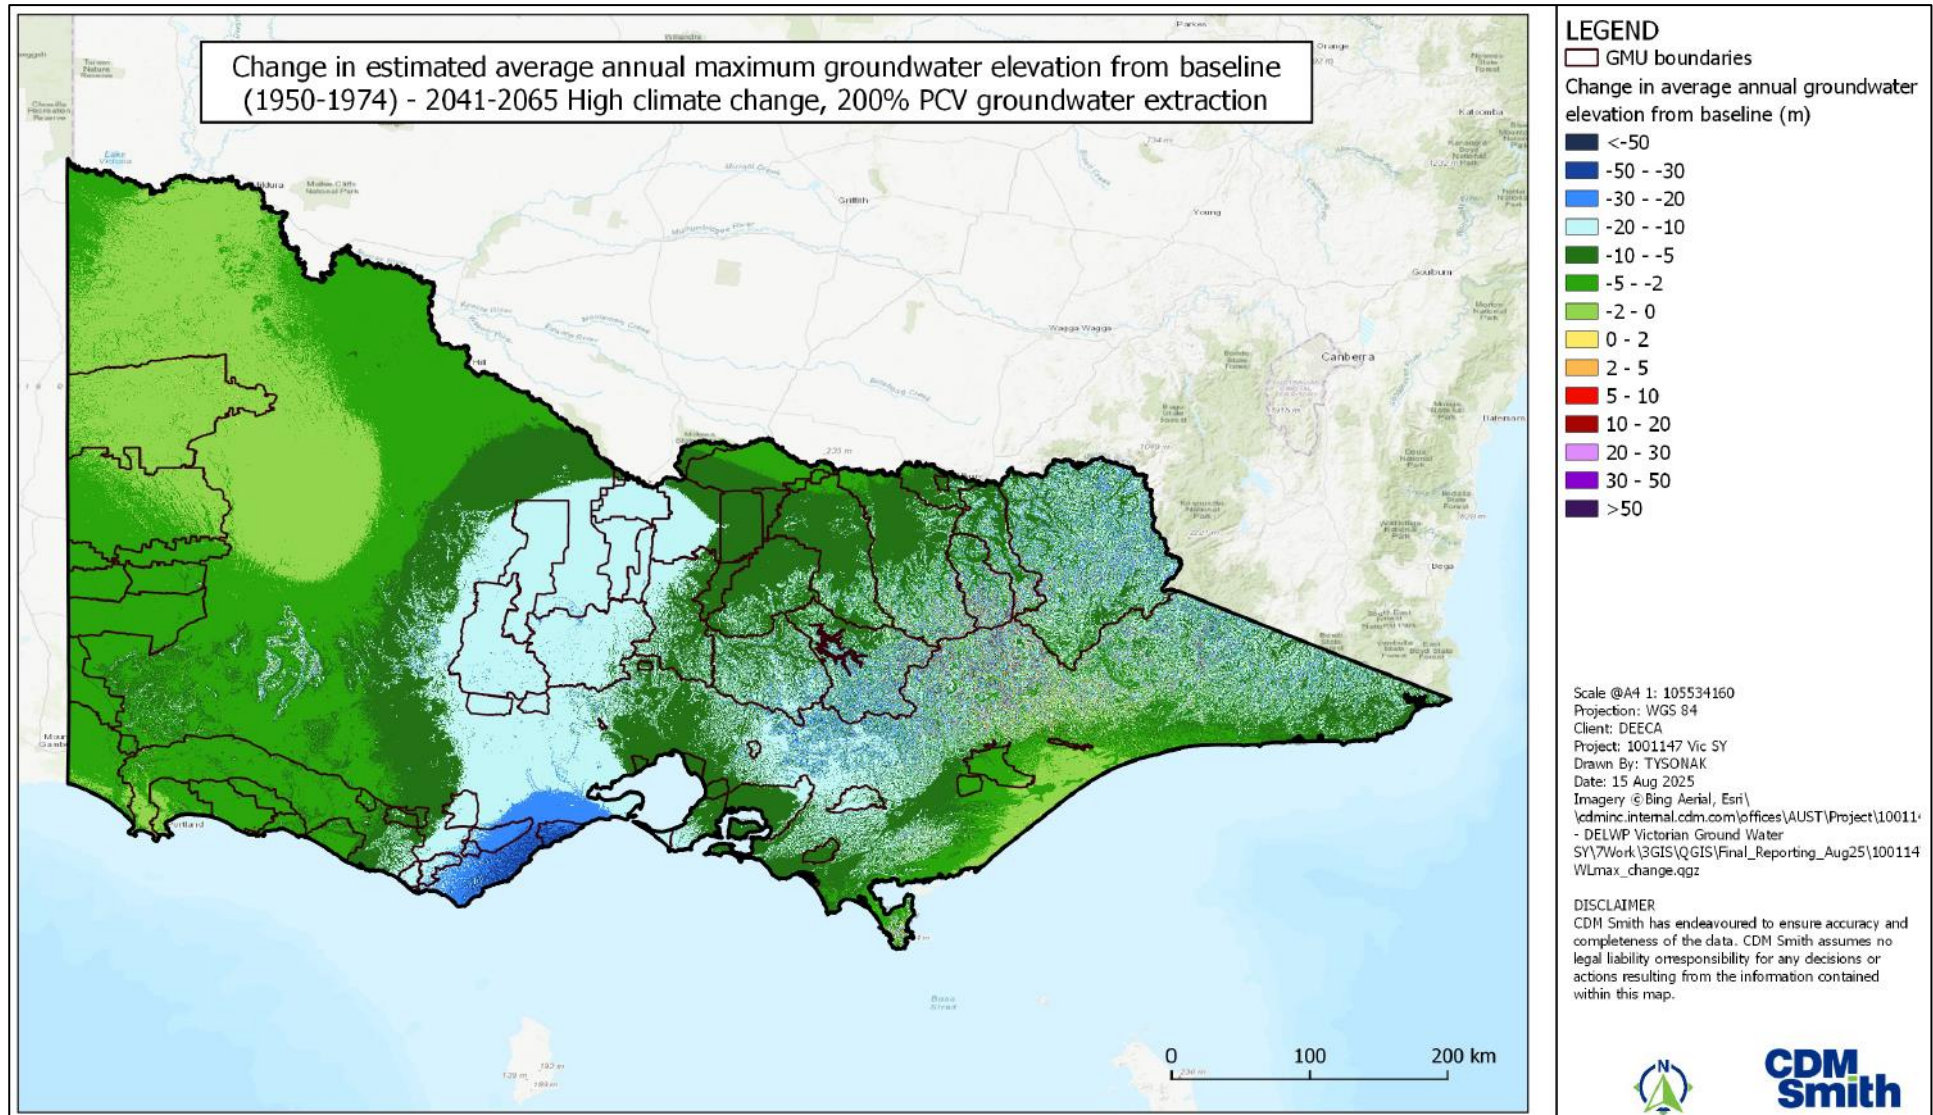 Change in estimated average annual maximum groundwater elevation from baseline
(1950-1974) - 2041-2065 High climate change, 200% PCV groundwater extraction
Parkes
Orange
Katoomba
Lake
Victoria
Griffith
Young
Goulburn
Wagga Wagga
Canberra
Hill
Bega
Portland
Bass
Strait
0 100 200 km
LEGEND
GMU boundaries
Change in average annual groundwater
elevation from baseline (m)
<-50
-50 - -30
-30 - -20
-20 - -10
-10 - -5
-5 - -2
-2 - 0
0 - 2
2 - 5
5 - 10
10 - 20
20 - 30
30 - 50
>50
Scale @A4 1: 105534160
Projection: WGS 84
Client: DEECA
Project: 1001147 Vic SY
Drawn By: TYSONAK
Date: 15 Aug 2025
Imagery ©Bing Aerial, Esri\
\cdminc.internal.cdm.com\offices\AUST\Project\10011
- DELWP Victorian Ground Water
SY\7Work\3GIS\QGIS\Final_Reporting_Aug25\100114
WLmax_change.qgz
DISCLAIMER
CDM Smith has endeavoured to ensure accuracy and
completeness of the data. CDM Smith assumes no
legal liability orresponsibility for any decisions or
actions resulting from the information contained
within this map.
N
CDM
Smith